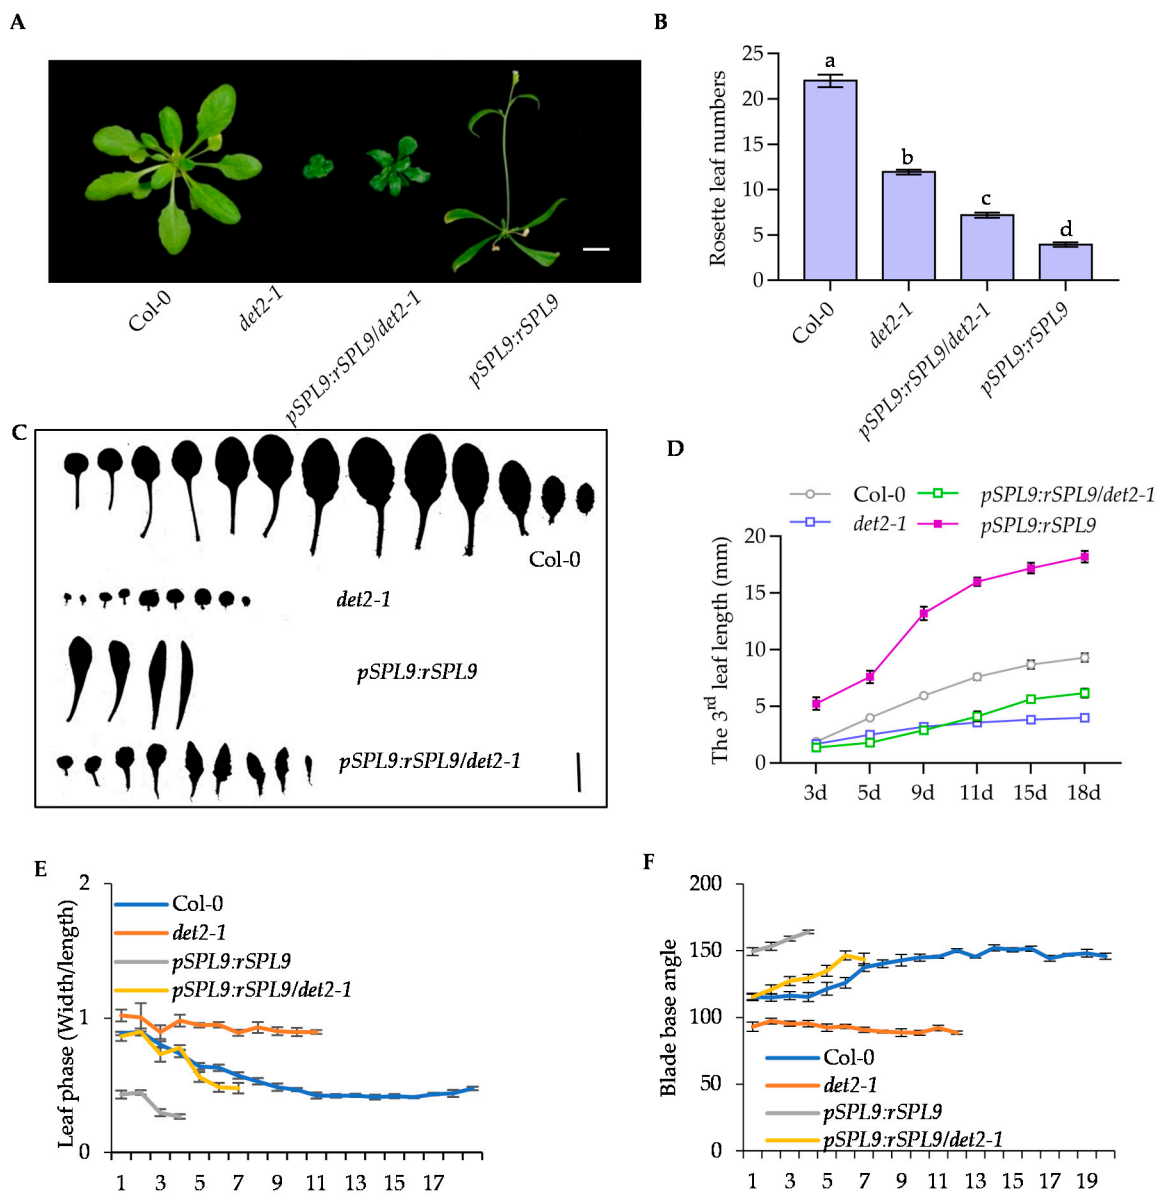 A
Col-0
det2-1
pSPL9:rSPL9/det2-1
pSPL9:rSPL9
B
Rosette leaf numbers
25
20
15
10
5
0
a
b
c
d
Col-0
det2-1
pSPL9:rSPL9/det2-1
pSPL9:rSPL9
C
Col-0
det2-1
pSPL9:rSPL9
pSPL9:rSPL9/det2-1
D
Col-0
pSPL9:rSPL9/det2-1
det2-1
pSPL9:rSPL9
The 3rd leaf length (mm)
20
15
10
5
0
3d 5d 9d 11d 15d 18d
E
Leaf phase (Width/length)
2
1
0
Col-0
det2-1
pSPL9:rSPL9
pSPL9:rSPL9/det2-1
1 3 5 7 9 11 13 15 17
F
Blade base angle
200
150
100
50
0
Col-0
det2-1
pSPL9:rSPL9
pSPL9:rSPL9/det2-1
1 3 5 7 9 11 13 15 17 19